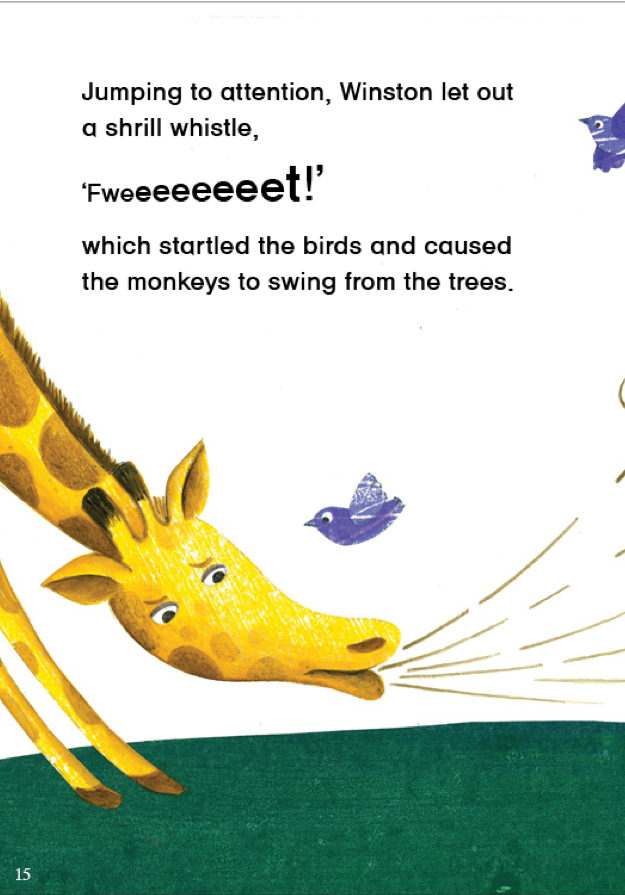 Jumping to attention, Winston let out
a shrill whistle,
‘Fweeeeeeeet!’
which startled the birds and caused
the monkeys to swing from the trees.
15